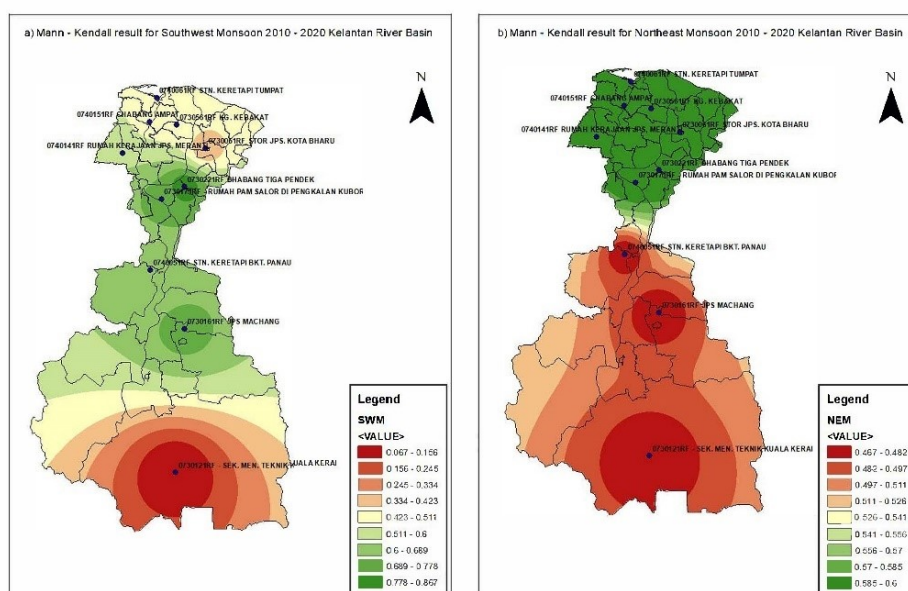 a) Mann - Kendall result for Southwest Monsoon 2010 - 2020 Kelantan River Basin
N
0740061RF STN. KERETAPI TUMPAT
0740151RF CHABANG AMPAT
0730561RF KG. KEBAKAT
STOR JPS. KOTA BHARU
0740141RF RUMAH KERAJAAN JPS, MERANTI
0730221RF CHABANG TIGA PENDEK
RUMAH PAM SALOR DI PENGKALAN KUBOR
STN. KERETAPI BKT. PANAU
0730161RF JPS MACHANG
0730121RF - SEK. MEN. TEKNIK KUALA KERAI
Legend
SWM
<VALUE>
0.067 - 0.156
0.156 - 0.245
0.245 - 0.334
0.334 - 0.423
0.423 - 0.511
0.511 - 0.6
0.6 - 0.689
0.689 - 0.778
0.778 - 0.867
b) Mann - Kendall result for Northeast Monsoon 2010 - 2020 Kelantan River Basin
N
0740061RF STN. KERETAPI TUMPAT
0740151RF CHABANG AMPAT
0730561RF KG. KEBAKAT
STOR JPS. KOTA BHARU
0740141RF RUMAH KERAJAAN JPS, MERANTI
0730221RF CHABANG TIGA PENDEK
RUMAH PAM SALOR DI PENGKALAN KUBOR
STN. KERETAPI BKT. PANAU
0730161RF JPS MACHANG
0730121RF - SEK. MEN. TEKNIK KUALA KERAI
Legend
NEM
<VALUE>
0.467 - 0.482
0.482 - 0.497
0.497 - 0.511
0.511 - 0.526
0.526 - 0.541
0.541 - 0.556
0.556 - 0.57
0.57 - 0.585
0.585 - 0.6